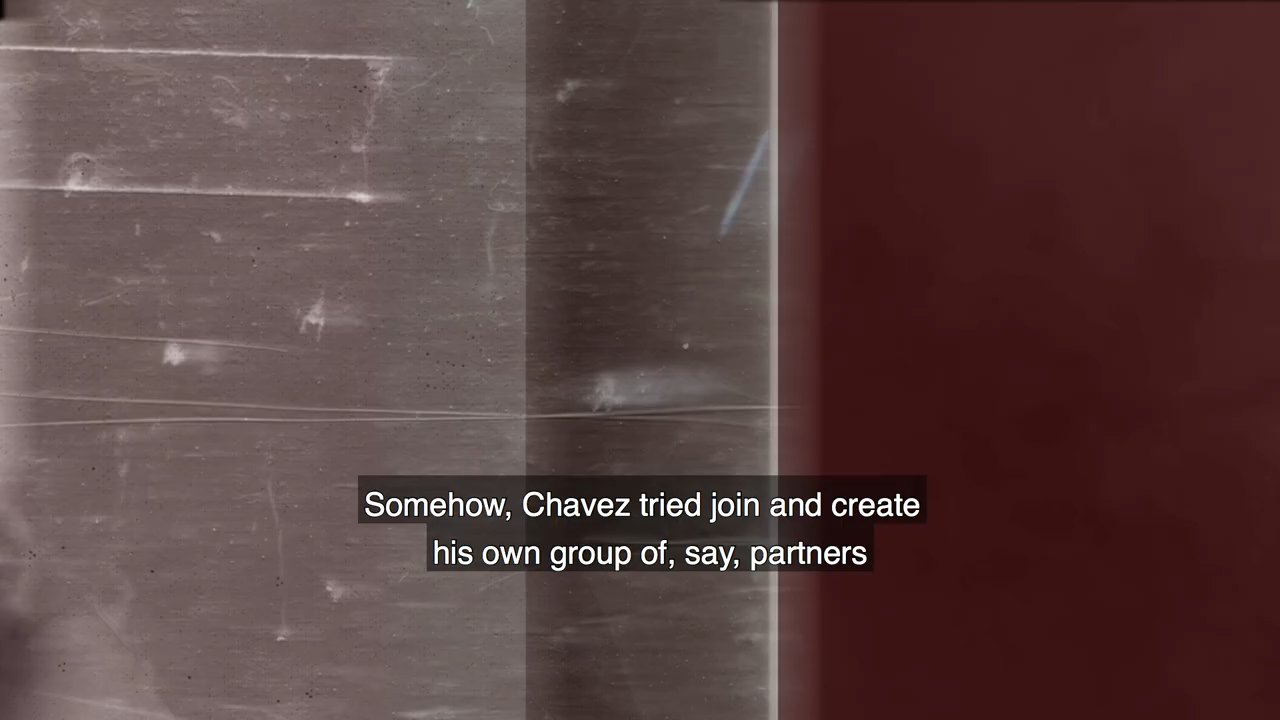 Somehow, Chavez tried join and create
his own group of, say, partners